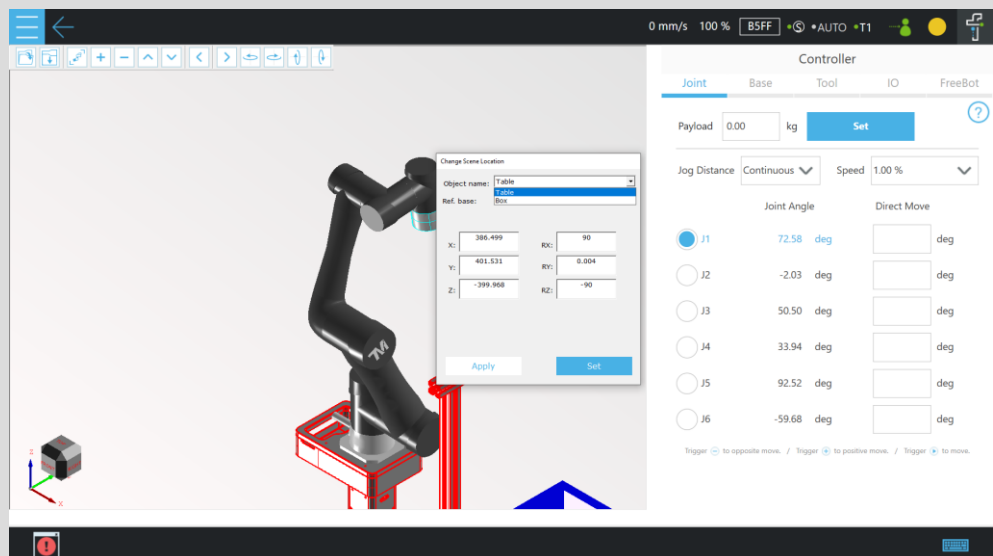 0 mm/s 100 % B5FF S AUTO T1
Controller
Joint Base Tool IO FreeBot
?
Payload 0.00 kg Set
Jog Distance Continuous Speed 1.00 %
Joint Angle Direct Move
J1 72.58 deg deg
J2 -2.03 deg deg
J3 50.50 deg deg
J4 33.94 deg deg
J5 92.52 deg deg
J6 -59.68 deg deg
Trigger − to opposite move. / Trigger + to positive move. / Trigger to move.
Change Scene Location
Object name: Table
Table
Ref. base: Box
X: 386.499 RX: 90
Y: 401.531 RY: 0.004
Z: -399.968 RZ: -90
Apply Set
TM
Z
X